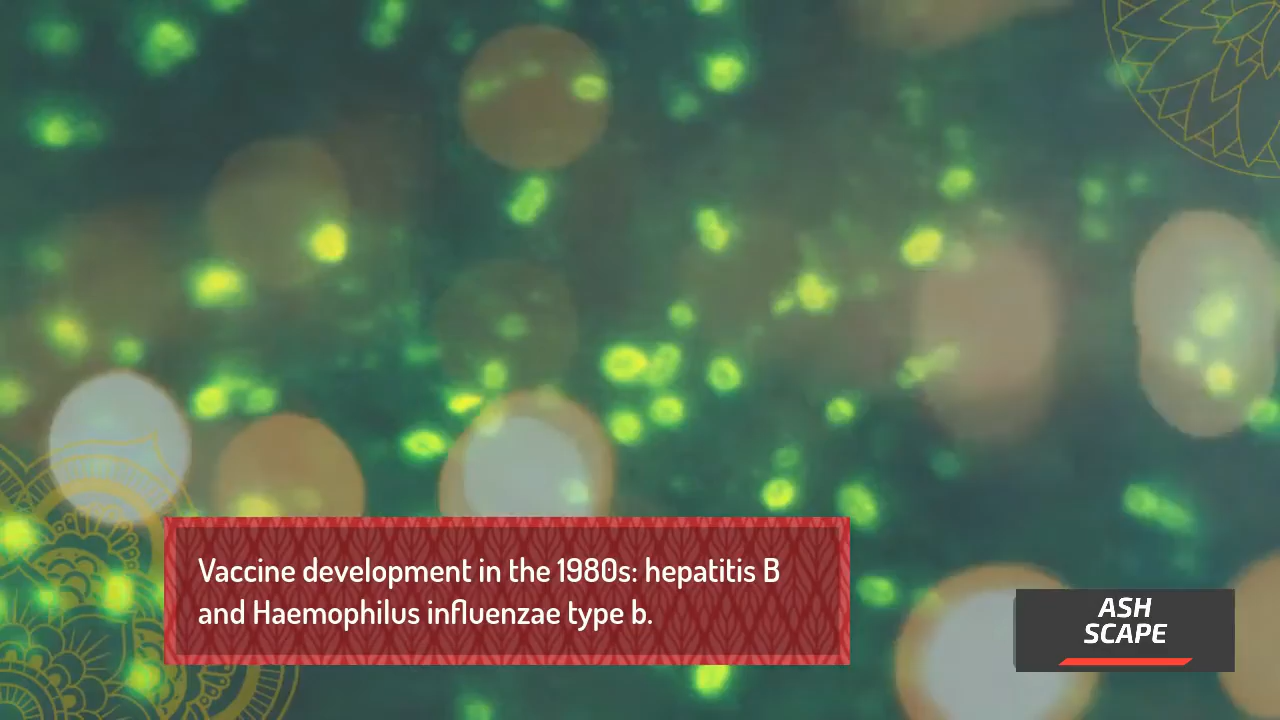 Vaccine development in the 1980s: hepatitis B
and Haemophilus influenzae type b.
ASH
SCAPE